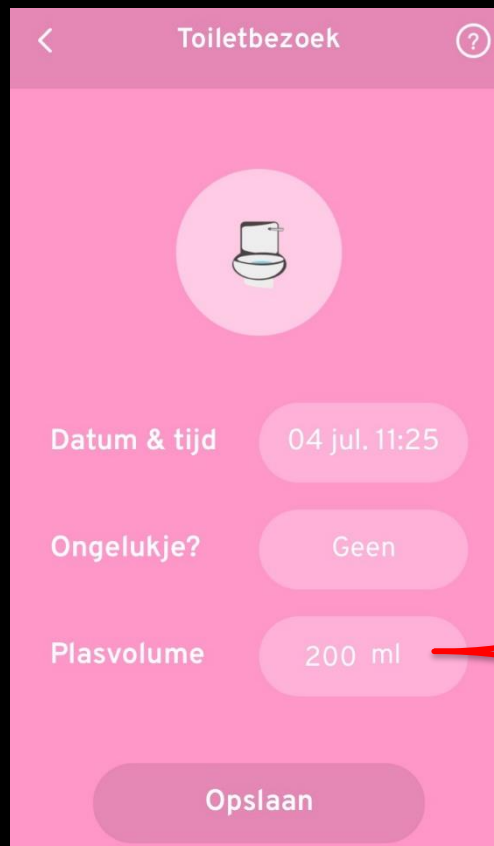 Toiletbezoek
?
Datum & tijd 04 jul. 11:25
Ongelukje? Geen
Plasvolume 200 ml
Opslaan